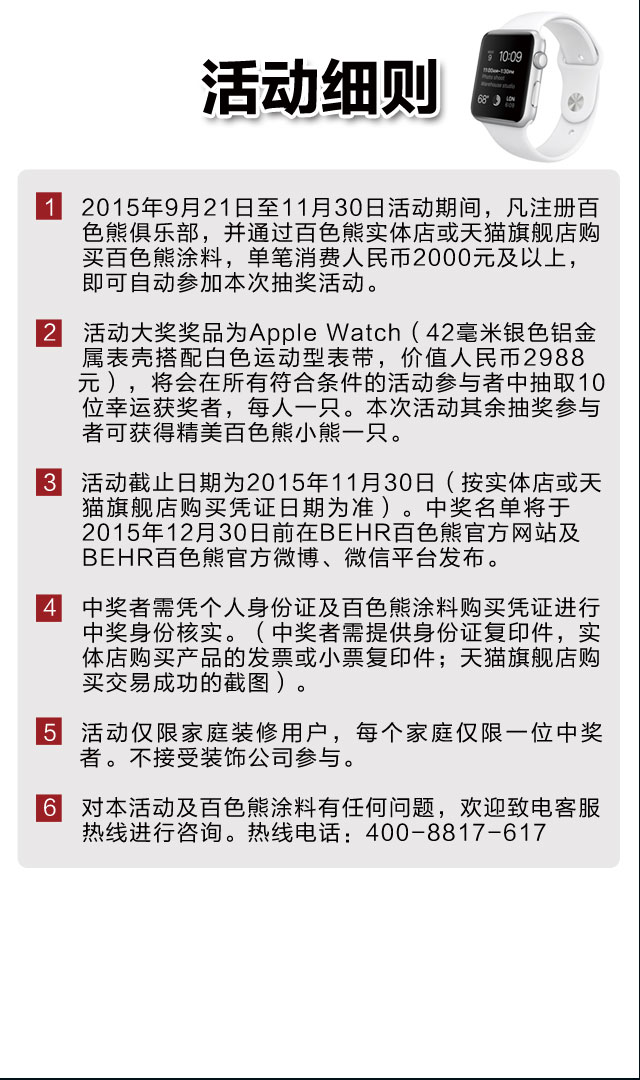 活动细则
9 10:09
11:00AM–1:30PM
Photo shoot
Warehouse studio
68° LON
1 2015年9月21日至11月30日活动期间，凡注册百
色熊俱乐部，并通过百色熊实体店或天猫旗舰店购
买百色熊涂料，单笔消费人民币2000元及以上，
即可自动参加本次抽奖活动。
2 活动大奖奖品为Apple Watch（42毫米银色铝金
属表壳搭配白色运动型表带，价值人民币2988
元），将会在所有符合条件的活动参与者中抽取10
位幸运获奖者，每人一只。本次活动其余抽奖参与
者可获得精美百色熊小熊一只。
3 活动截止日期为2015年11月30日（按实体店或天
猫旗舰店购买凭证日期为准）。中奖名单将于
2015年12月30日前在BEHR百色熊官方网站及
BEHR百色熊官方微博、微信平台发布。
4 中奖者需凭个人身份证及百色熊涂料购买凭证进行
中奖身份核实。（中奖者需提供身份证复印件，实
体店购买产品的发票或小票复印件；天猫旗舰店购
买交易成功的截图）。
5 活动仅限家庭装修用户，每个家庭仅限一位中奖
者。不接受装饰公司参与。
6 对本活动及百色熊涂料有任何问题，欢迎致电客服
热线进行咨询。热线电话：400-8817-617